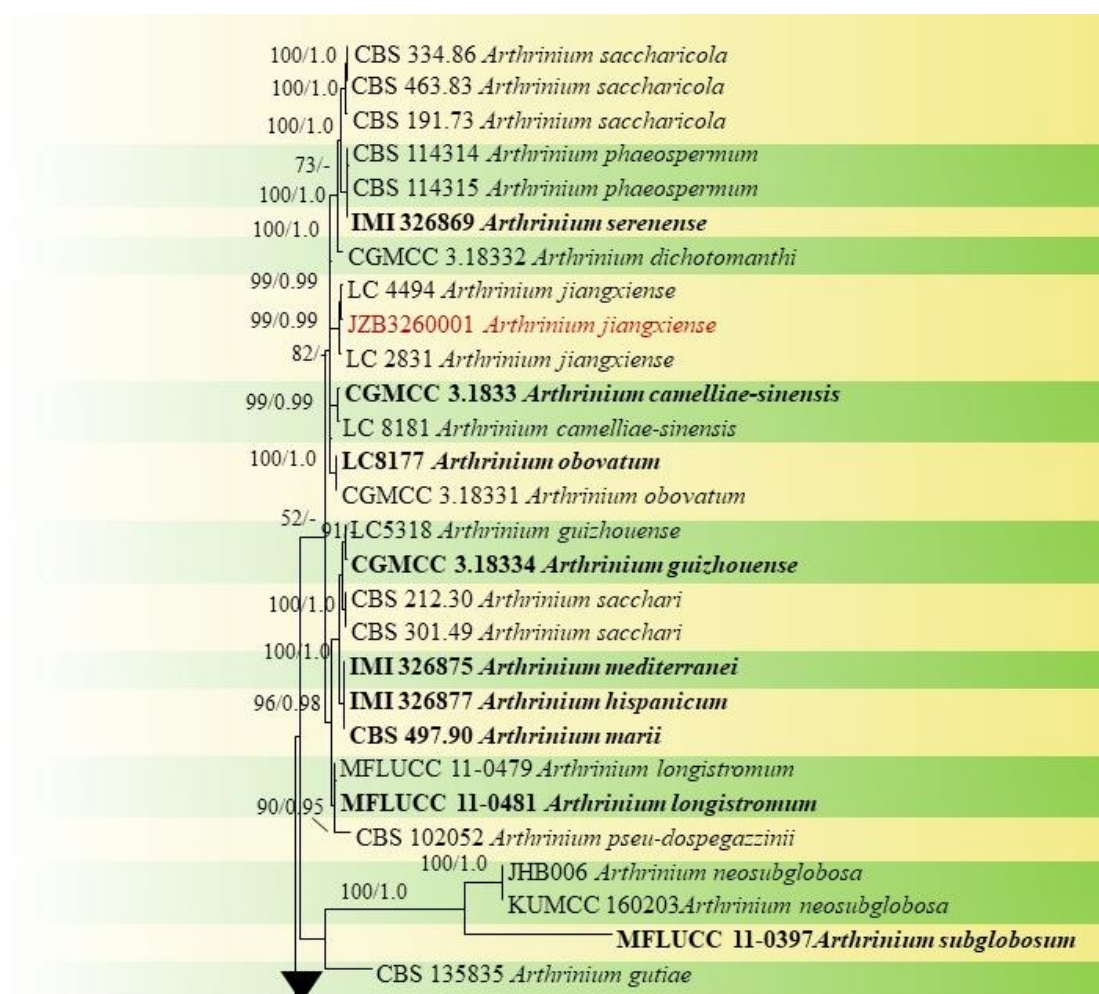 100/1.0 CBS 334.86 Arthrinium saccharicola
100/1.0 CBS 463.83 Arthrinium saccharicola
100/1.0 CBS 191.73 Arthrinium saccharicola
CBS 114314 Arthrinium phaeospermum
73/-
CBS 114315 Arthrinium phaeospermum
100/1.0
IMI 326869 Arthrinium serenense
100/1.0
CGMCC 3.18332 Arthrinium dichotomanthi
99/0.99
LC 4494 Arthrinium jiangxiense
99/0.99 JZB3260001 Arthrinium jiangxiense
82/- LC 2831 Arthrinium jiangxiense
CGMCC 3.1833 Arthrinium camelliae-sinensis
99/0.99
LC 8181 Arthrinium camelliae-sinensis
100/1.0 LC8177 Arthrinium obovatum
CGMCC 3.18331 Arthrinium obovatum
52/-
91/- LC5318 Arthrinium guizhouense
CGMCC 3.18334 Arthrinium guizhouense
100/1.0 CBS 212.30 Arthrinium sacchari
CBS 301.49 Arthrinium sacchari
100/1.0
IMI 326875 Arthrinium mediterranei
96/0.98 IMI 326877 Arthrinium hispanicum
CBS 497.90 Arthrinium marii
MFLUCC 11-0479 Arthrinium longistromum
90/0.95 MFLUCC 11-0481 Arthrinium longistromum
CBS 102052 Arthrinium pseu-dospegazzinii
100/1.0 JHB006 Arthrinium neosubglobosa
100/1.0
KUMCC 160203Arthrinium neosubglobosa
MFLUCC 11-0397Arthrinium subglobosum
CBS 135835 Arthrinium gutiae